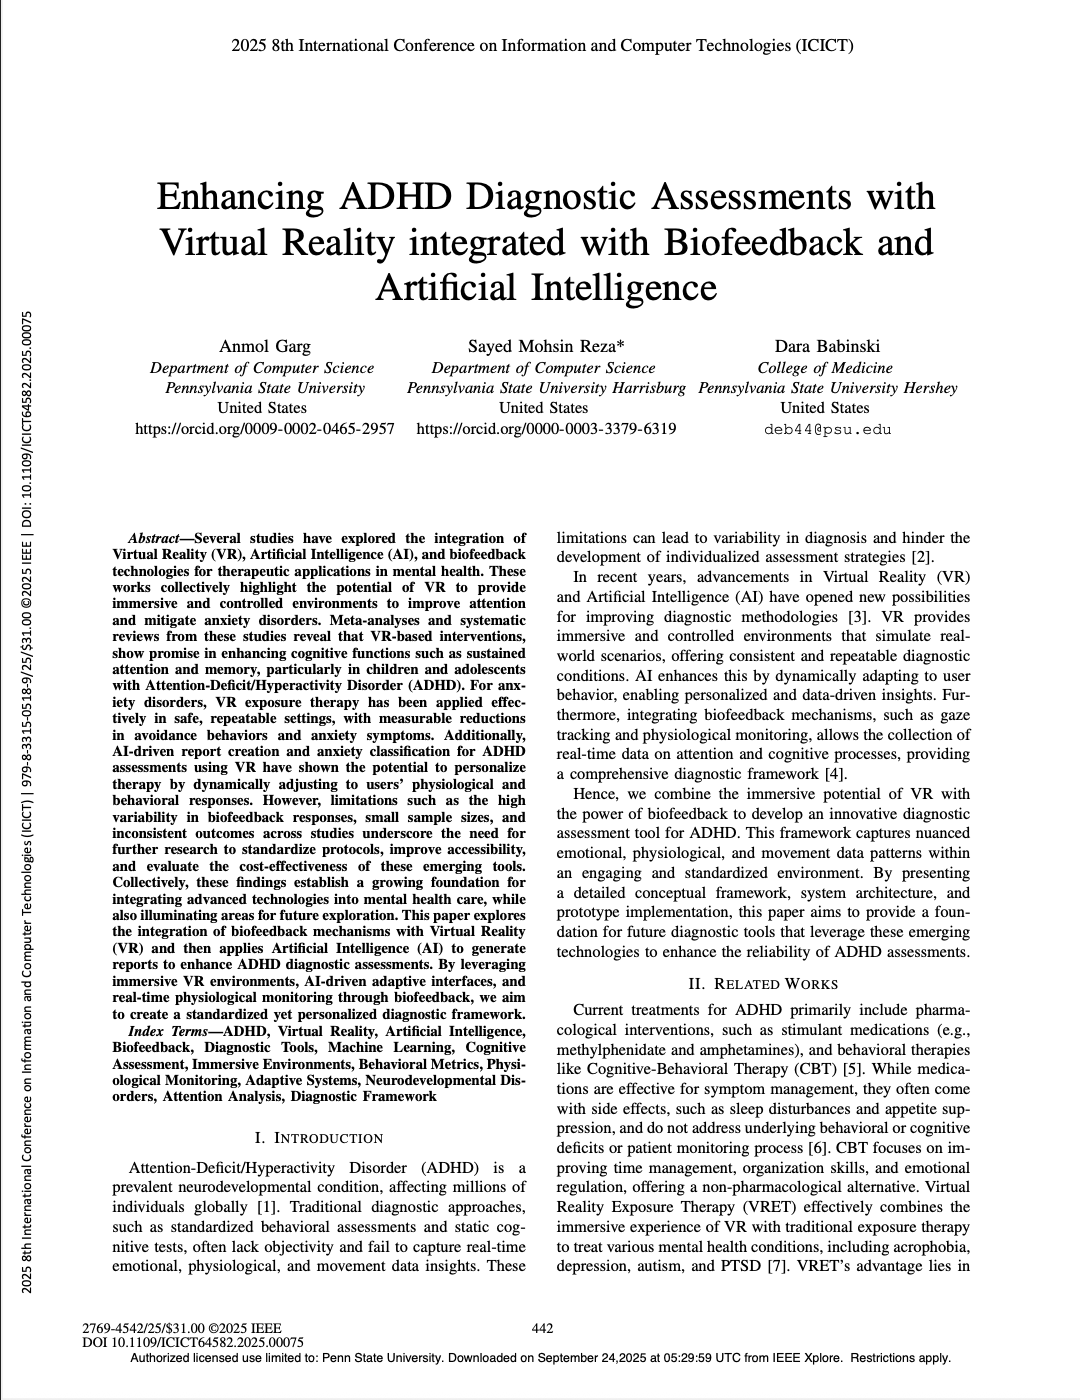 2025 8th International Conference on Information and Computer Technologies (ICICT)
Enhancing ADHD Diagnostic Assessments with
Virtual Reality integrated with Biofeedback and
Artificial Intelligence
Anmol Garg
Department of Computer Science
Pennsylvania State University
United States
https://orcid.org/0009-0002-0465-2957
Sayed Mohsin Reza*
Department of Computer Science
Pennsylvania State University Harrisburg
United States
https://orcid.org/0000-0003-3379-6319
Dara Babinski
College of Medicine
Pennsylvania State University Hershey
United States
deb44@psu.edu
Abstract—Several studies have explored the integration of
Virtual Reality (VR), Artificial Intelligence (AI), and biofeedback
technologies for therapeutic applications in mental health. These
works collectively highlight the potential of VR to provide
immersive and controlled environments to improve attention
and mitigate anxiety disorders. Meta-analyses and systematic
reviews from these studies reveal that VR-based interventions,
show promise in enhancing cognitive functions such as sustained
attention and memory, particularly in children and adolescents
with Attention-Deficit/Hyperactivity Disorder (ADHD). For anx-
iety disorders, VR exposure therapy has been applied effec-
tively in safe, repeatable settings, with measurable reductions
in avoidance behaviors and anxiety symptoms. Additionally,
AI-driven report creation and anxiety classification for ADHD
assessments using VR have shown the potential to personalize
therapy by dynamically adjusting to users' physiological and
behavioral responses. However, limitations such as the high
variability in biofeedback responses, small sample sizes, and
inconsistent outcomes across studies underscore the need for
further research to standardize protocols, improve accessibility,
and evaluate the cost-effectiveness of these emerging tools.
Collectively, these findings establish a growing foundation for
integrating advanced technologies into mental health care, while
also illuminating areas for future exploration. This paper explores
the integration of biofeedback mechanisms with Virtual Reality
(VR) and then applies Artificial Intelligence (AI) to generate
reports to enhance ADHD diagnostic assessments. By leveraging
immersive VR environments, AI-driven adaptive interfaces, and
real-time physiological monitoring through biofeedback, we aim
to create a standardized yet personalized diagnostic framework.
Index Terms—ADHD, Virtual Reality, Artificial Intelligence,
Biofeedback, Diagnostic Tools, Machine Learning, Cognitive
Assessment, Immersive Environments, Behavioral Metrics, Physi-
ological Monitoring, Adaptive Systems, Neurodevelopmental Dis-
orders, Attention Analysis, Diagnostic Framework
I. INTRODUCTION
Attention-Deficit/Hyperactivity Disorder (ADHD) is a
prevalent neurodevelopmental condition, affecting millions of
individuals globally [1]. Traditional diagnostic approaches,
such as standardized behavioral assessments and static cog-
nitive tests, often lack objectivity and fail to capture real-time
emotional, physiological, and movement data insights. These
limitations can lead to variability in diagnosis and hinder the
development of individualized assessment strategies [2].
In recent years, advancements in Virtual Reality (VR)
and Artificial Intelligence (AI) have opened new possibilities
for improving diagnostic methodologies [3]. VR provides
immersive and controlled environments that simulate real-
world scenarios, offering consistent and repeatable diagnostic
conditions. AI enhances this by dynamically adapting to user
behavior, enabling personalized and data-driven insights. Fur-
thermore, integrating biofeedback mechanisms, such as gaze
tracking and physiological monitoring, allows the collection of
real-time data on attention and cognitive processes, providing
a comprehensive diagnostic framework [4].
Hence, we combine the immersive potential of VR with
the power of biofeedback to develop an innovative diagnostic
assessment tool for ADHD. This framework captures nuanced
emotional, physiological, and movement data patterns within
an engaging and standardized environment. By presenting
a detailed conceptual framework, system architecture, and
prototype implementation, this paper aims to provide a foun-
dation for future diagnostic tools that leverage these emerging
technologies to enhance the reliability of ADHD assessments.
II. RELATED WORKS
Current treatments for ADHD primarily include pharma-
cological interventions, such as stimulant medications (e.g.,
methylphenidate and amphetamines), and behavioral therapies
like Cognitive-Behavioral Therapy (CBT) [5]. While medica-
tions are effective for symptom management, they often come
with side effects, such as sleep disturbances and appetite sup-
pression, and do not address underlying behavioral or cognitive
deficits or patient monitoring process [6]. CBT focuses on im-
proving time management, organization skills, and emotional
regulation, offering a non-pharmacological alternative. Virtual
Reality Exposure Therapy (VRET) effectively combines the
immersive experience of VR with traditional exposure therapy
to treat various mental health conditions, including acrophobia,
depression, autism, and PTSD [7]. VRET's advantage lies in
2025 8th International Conference on Information and Computer Technologies (ICICT) | 979-8-3315-0518-9/25/$31.00 ©2025 IEEE | DOI: 10.1109/ICICT64582.2025.00075
2769-4542/25/$31.00 ©2025 IEEE
DOI 10.1109/ICICT64582.2025.00075
442
Authorized licensed use limited to: Penn State University. Downloaded on September 24,2025 at 05:29:59 UTC from IEEE Xplore. Restrictions apply.